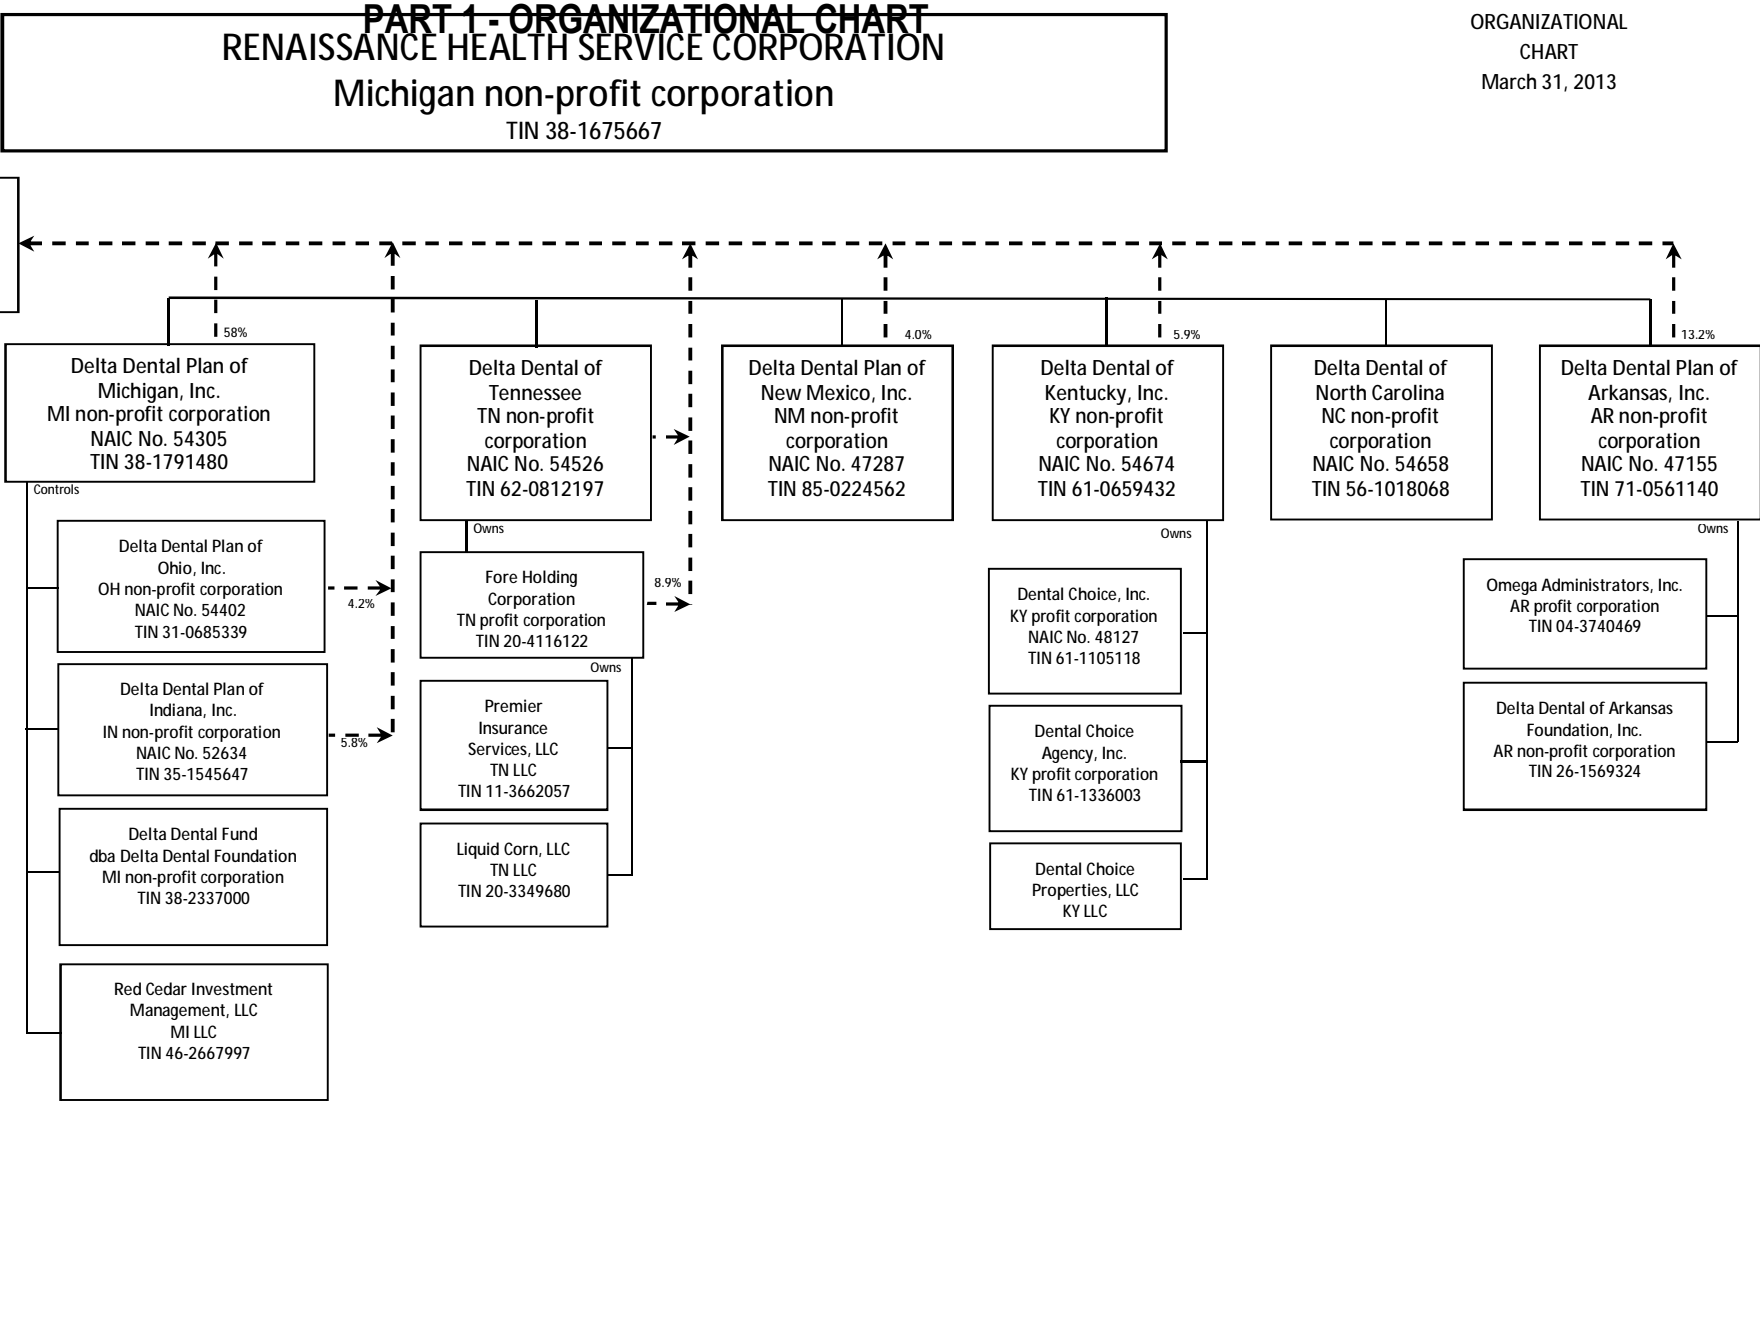 PART 1 - ORGANIZATIONAL CHART
RENAISSANCE HEALTH SERVICE CORPORATION
Michigan non-profit corporation
TIN 38-1675667
ORGANIZATIONAL
CHART
March 31, 2013
58%
4.0%
5.9%
13.2%
Delta Dental Plan of
Michigan, Inc.
MI non-profit corporation
NAIC No. 54305
TIN 38-1791480
Controls
Delta Dental Plan of
Ohio, Inc.
OH non-profit corporation
NAIC No. 54402
TIN 31-0685339
4.2%
Delta Dental Plan of
Indiana, Inc.
IN non-profit corporation
NAIC No. 52634
TIN 35-1545647
5.8%
Delta Dental Fund
dba Delta Dental Foundation
MI non-profit corporation
TIN 38-2337000
Red Cedar Investment
Management, LLC
MI LLC
TIN 46-2667997
Delta Dental of
Tennessee
TN non-profit
corporation
NAIC No. 54526
TIN 62-0812197
Owns
Fore Holding
Corporation
TN profit corporation
TIN 20-4116122
8.9%
Owns
Premier
Insurance
Services, LLC
TN LLC
TIN 11-3662057
Liquid Corn, LLC
TN LLC
TIN 20-3349680
Delta Dental Plan of
New Mexico, Inc.
NM non-profit
corporation
NAIC No. 47287
TIN 85-0224562
Delta Dental of
Kentucky, Inc.
KY non-profit
corporation
NAIC No. 54674
TIN 61-0659432
Owns
Dental Choice, Inc.
KY profit corporation
NAIC No. 48127
TIN 61-1105118
Dental Choice
Agency, Inc.
KY profit corporation
TIN 61-1336003
Dental Choice
Properties, LLC
KY LLC
Delta Dental of
North Carolina
NC non-profit
corporation
NAIC No. 54658
TIN 56-1018068
Delta Dental Plan of
Arkansas, Inc.
AR non-profit
corporation
NAIC No. 47155
TIN 71-0561140
Owns
Omega Administrators, Inc.
AR profit corporation
TIN 04-3740469
Delta Dental of Arkansas
Foundation, Inc.
AR non-profit corporation
TIN 26-1569324